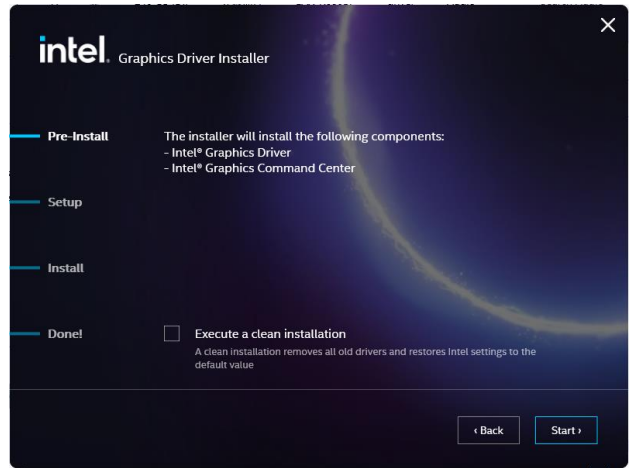 intel. Graphics Driver Installer
Pre-Install
The installer will install the following components:
- Intel® Graphics Driver
- Intel® Graphics Command Center
Setup
Install
Done!
Execute a clean installation
A clean installation removes all old drivers and restores Intel settings to the
default value
‹ Back
Start ›